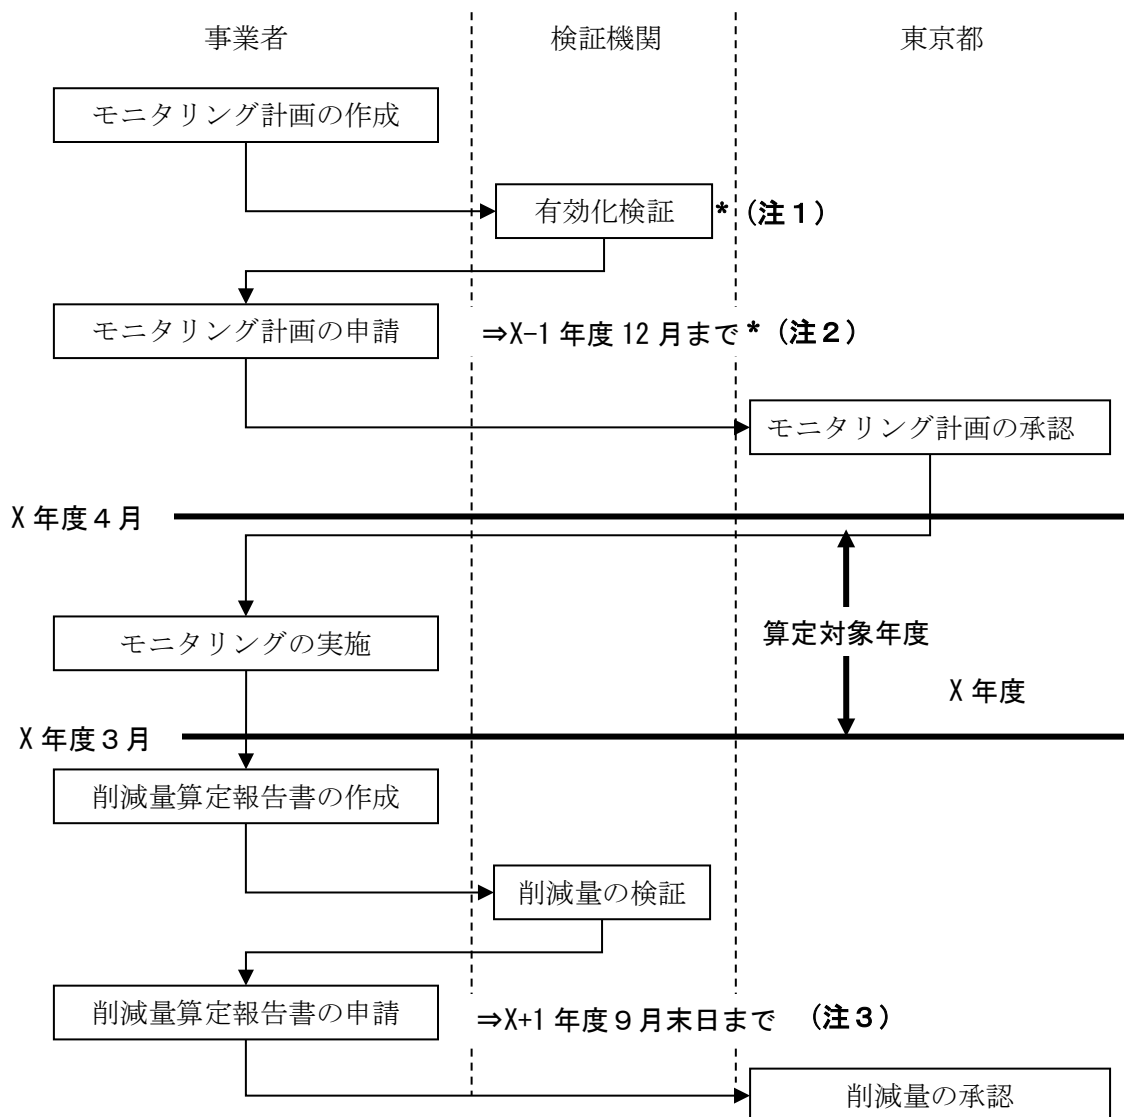 事業者
検証機関
東京都
モニタリング計画の作成
有効化検証
*（注１）
モニタリング計画の申請
⇒X-1 年度 12 月まで *（注２）
モニタリング計画の承認
X 年度４月
モニタリングの実施
算定対象年度
X 年度
X 年度３月
削減量算定報告書の作成
削減量の検証
削減量算定報告書の申請
⇒X+1 年度９月末日まで （注３）
削減量の承認